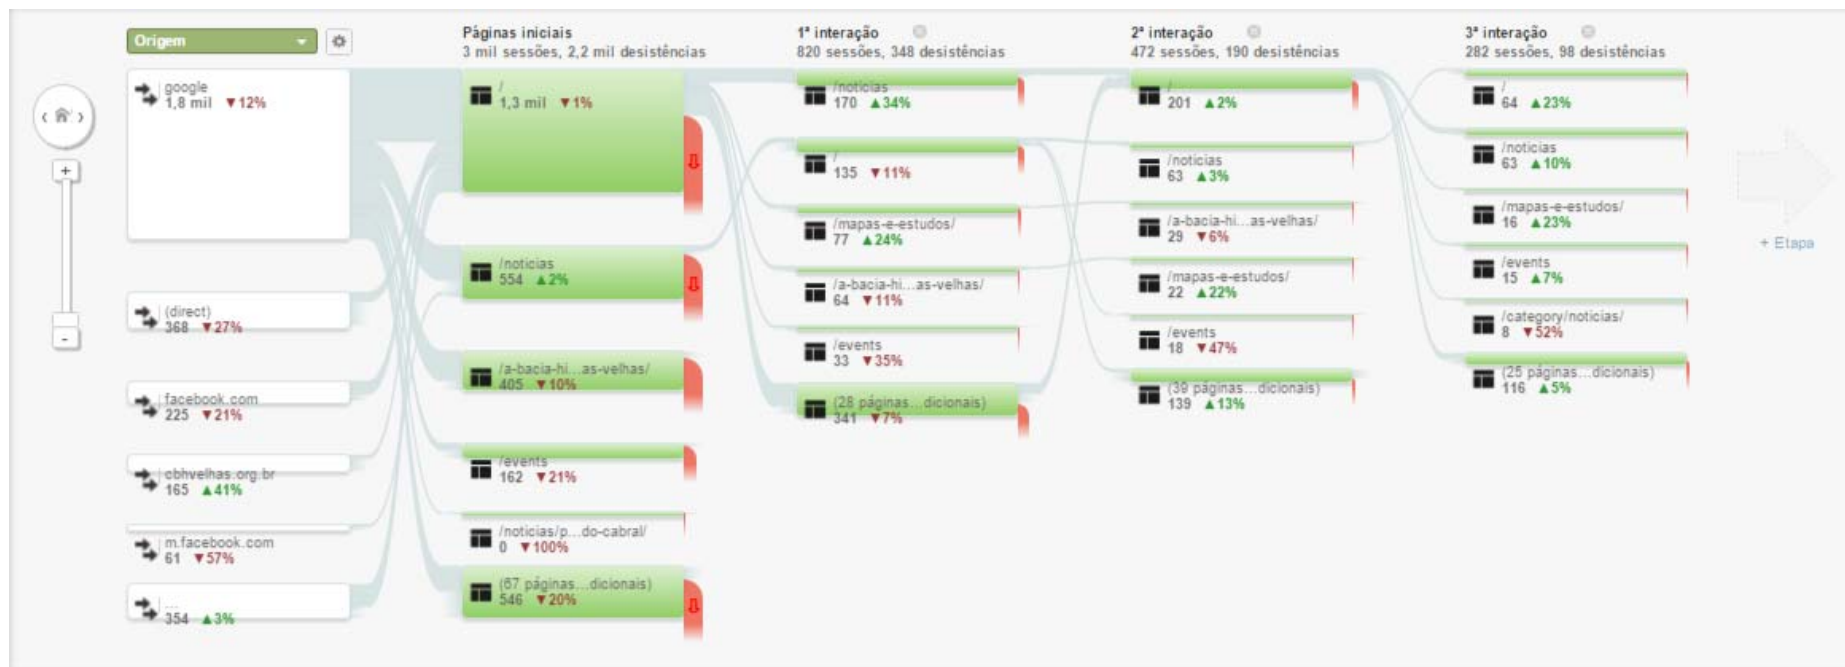 Origem
google
1,8 mil ▼12%
(direct)
368 ▼27%
facebook.com
225 ▼21%
cbhvelhas.org.br
165 ▲41%
m.facebook.com
61 ▼57%
...
354 ▲3%
Páginas iniciais
3 mil sessões, 2,2 mil desistências
/
1,3 mil ▼1%
/noticias
554 ▲2%
/a-bacia-hi...as-velhas/
405 ▼10%
/events
162 ▼21%
/noticias/p...do-cabral/
0 ▼100%
(67 páginas...dicionais)
546 ▼20%
1ª interação
820 sessões, 348 desistências
/noticias
170 ▲34%
/
135 ▼11%
/mapas-e-estudos/
77 ▲24%
/a-bacia-hi...as-velhas/
64 ▼11%
/events
33 ▼35%
(28 páginas...dicionais)
341 ▼7%
2ª interação
472 sessões, 190 desistências
/
201 ▲2%
/noticias
63 ▲3%
/a-bacia-hi...as-velhas/
29 ▼6%
/mapas-e-estudos/
22 ▲22%
/events
18 ▼47%
(39 páginas...dicionais)
139 ▲13%
3ª interação
282 sessões, 98 desistências
/
64 ▲23%
/noticias
63 ▲10%
/mapas-e-estudos/
16 ▲23%
/events
15 ▲7%
/category/noticias/
8 ▼52%
(25 páginas...dicionais)
116 ▲5%
+ Etapa